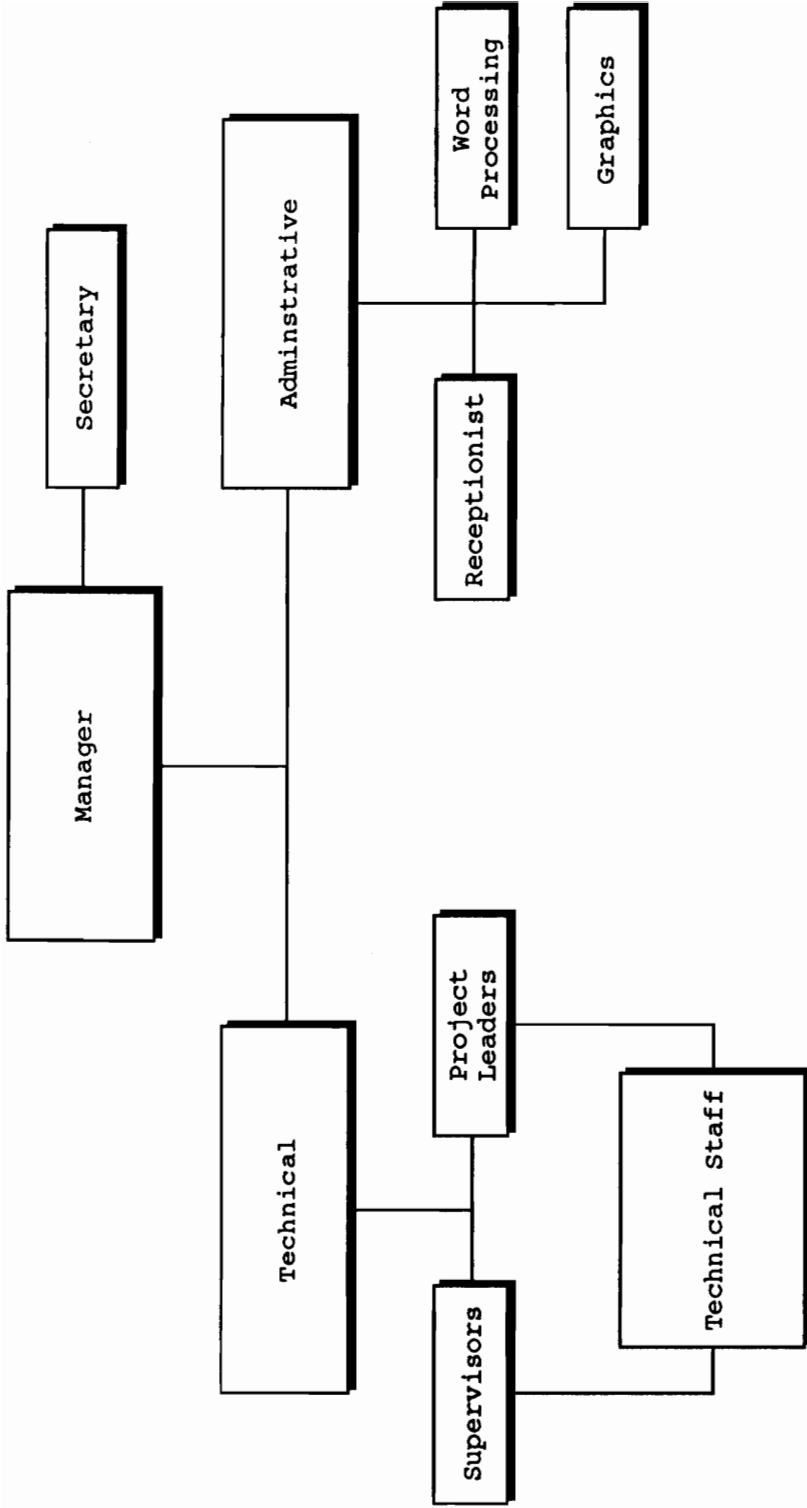 Manager
Secretary
Technical
Adminstrative
Supervisors
Project
Leaders
Receptionist
Word
Processing
Technical Staff
Graphics